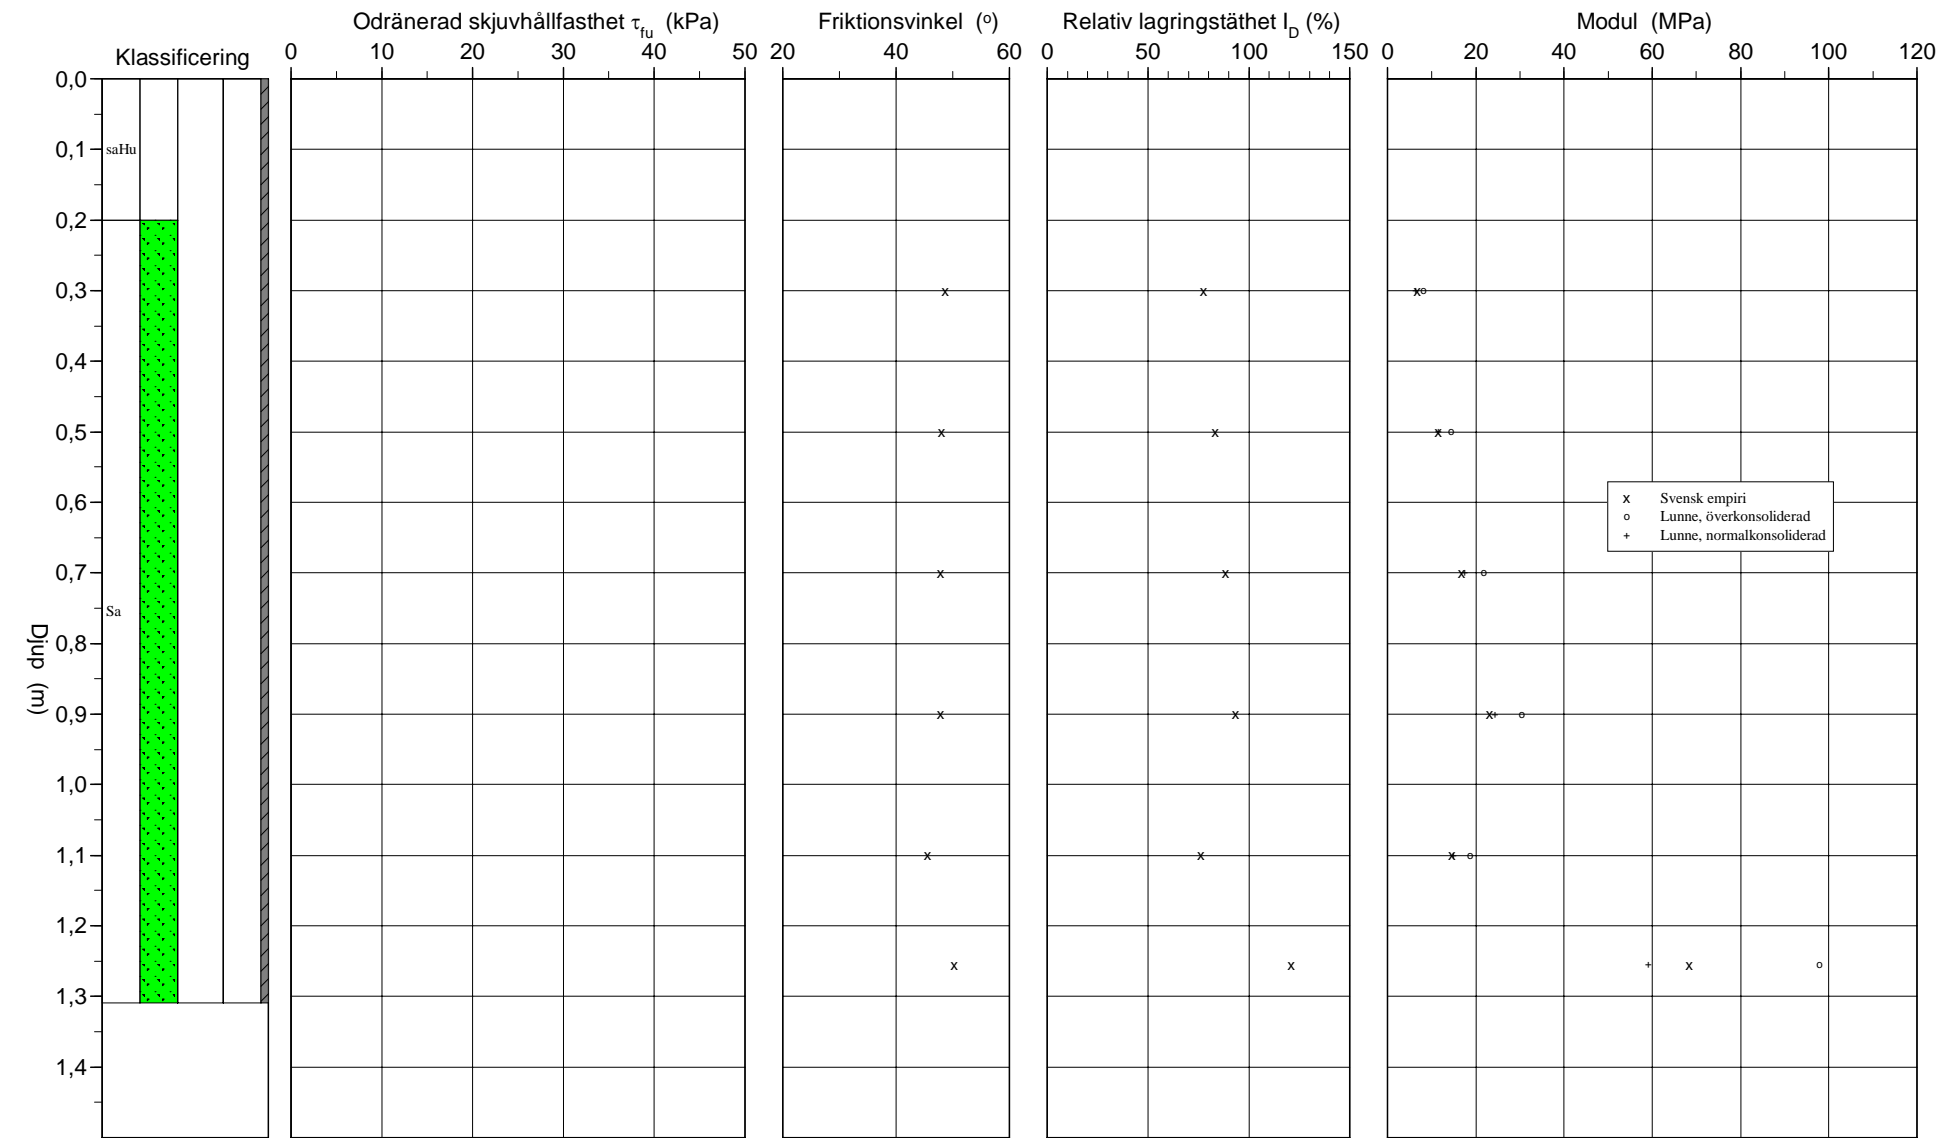 Odränerad skjuvhållfasthet τfu (kPa)
Friktionsvinkel (°)
Relativ lagringstäthet ID (%)
Modul (MPa)
Klassificering
0 10 20 30 40 50
20 40 60
0 50 100 150
0 20 40 60 80 100 120
0,0
0,1
saHu
0,2
0,3
0,4
0,5
x Svensk empiri
o Lunne, överkonsoliderad
+ Lunne, normalkonsoliderad
0,6
0,7
Sa
0,8
0,9
1,0
1,1
1,2
1,3
1,4
Djup (m)